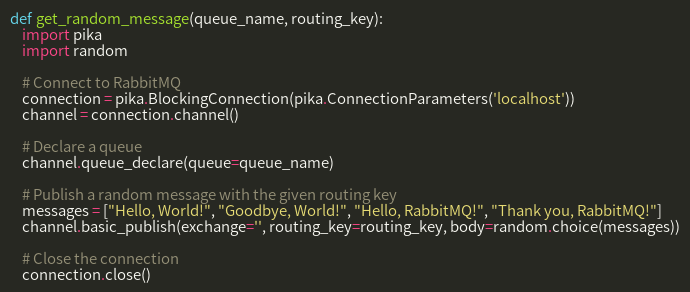 def get_random_message(queue_name, routing_key):
    import pika
    import random

    # Connect to RabbitMQ
    connection = pika.BlockingConnection(pika.ConnectionParameters('localhost'))
    channel = connection.channel()

    # Declare a queue
    channel.queue_declare(queue=queue_name)

    # Publish a random message with the given routing key
    messages = ["Hello, World!", "Goodbye, World!", "Hello, RabbitMQ!", "Thank you, RabbitMQ!"]
    channel.basic_publish(exchange='', routing_key=routing_key, body=random.choice(messages))

    # Close the connection
    connection.close()